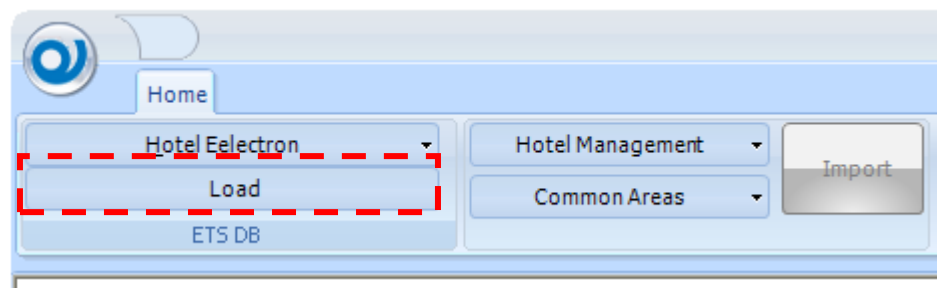 Home
Hotel Eelectron
Load
ETS DB
Hotel Management
Common Areas
Import